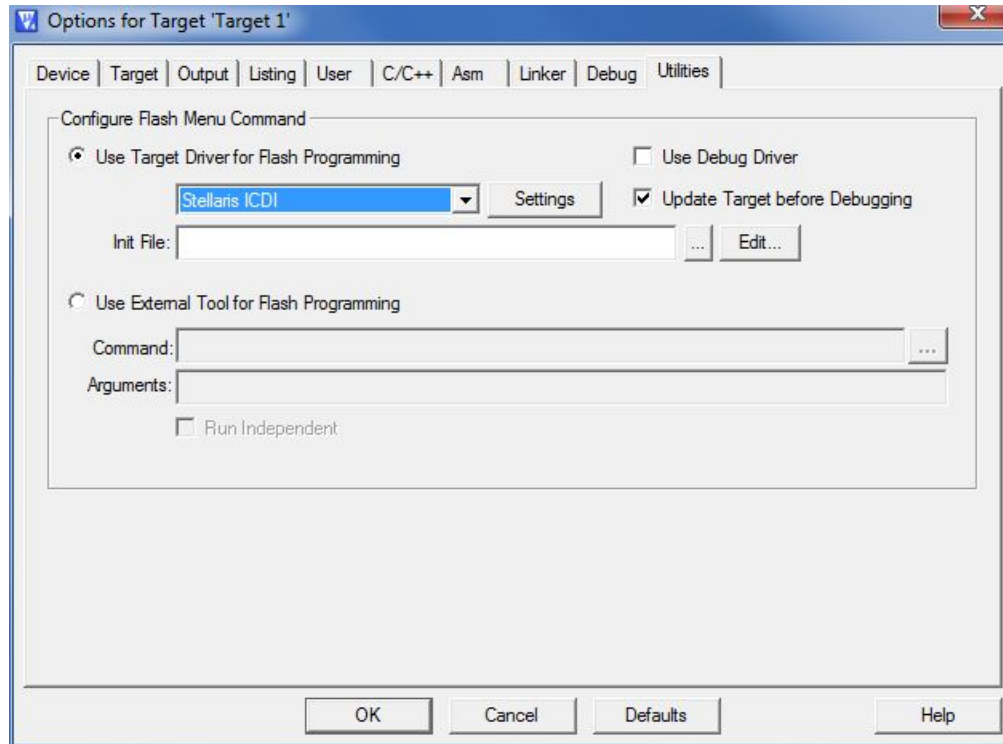 Options for Target 'Target 1'
Device Target Output Listing User C/C++ Asm Linker Debug Utilities
Configure Flash Menu Command
Use Target Driver for Flash Programming
Use Debug Driver
Stellaris ICDI
Settings
Update Target before Debugging
Init File:
...
Edit...
Use External Tool for Flash Programming
Command:
...
Arguments:
Run Independent
OK Cancel Defaults Help